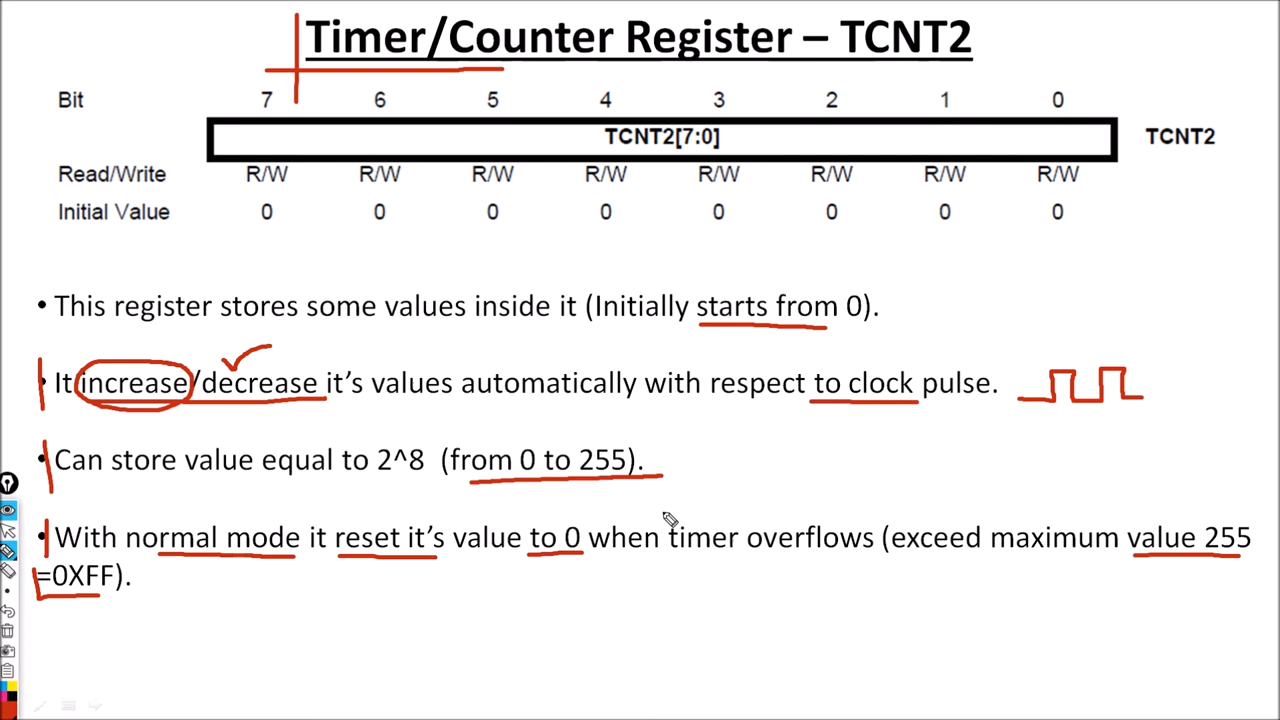 Timer/Counter Register – TCNT2
Bit 7 6 5 4 3 2 1 0
TCNT2[7:0] TCNT2
Read/Write R/W R/W R/W R/W R/W R/W R/W R/W
Initial Value 0 0 0 0 0 0 0 0
• This register stores some values inside it (Initially starts from 0).
• It increase/decrease it’s values automatically with respect to clock pulse.
• Can store value equal to 2^8 (from 0 to 255).
• With normal mode it reset it’s value to 0 when timer overflows (exceed maximum value 255
=0XFF).